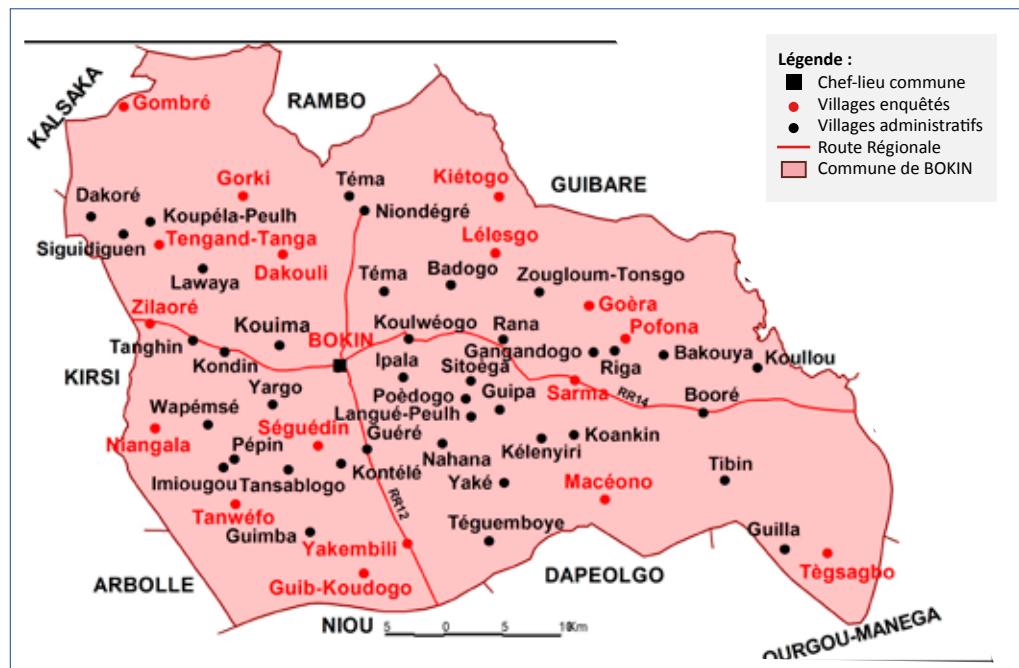 Légende :
Chef-lieu commune
Villages enquêtés
Villages administratifs
Route Régionale
Commune de BOKIN
KALSAKA
Gombré
RAMBO
GUIBARE
Gorki
Téma
Kiétogo
Dakoré
Koupéla-Peulh
Niondégré
Siguidiguen
Tengand-Tanga
Lélesgo
Dakouli
Lawaya
Téma
Badogo
Zougloum-Tonsgo
Zilaoré
Goèra
Kouima
BOKIN
Koulwéogo
Rana
Pofona
Tanghin
Kondin
Ipala
Sitoèga
Gangandogo
Riga
Bakouya
Koullou
KIRSI
Yargo
Poèdogo
Guipa
Sarma
RR14
Booré
Wapémsé
Langué-Peulh
Niangala
Séguédin
Guéré
Koankin
Pépin
Nahana
Kélenyiri
Imiougou
Tansablogo
Kontélé
Yaké
Macéono
Tibin
Tanwéfo
RR12
Guimba
Yakembili
Téguemboye
Guilla
Tègsagbo
ARBOLLE
Guib-Koudogo
DAPEOLGO
NIOU
5 0 5 10Km
OURGOU-MANEGA